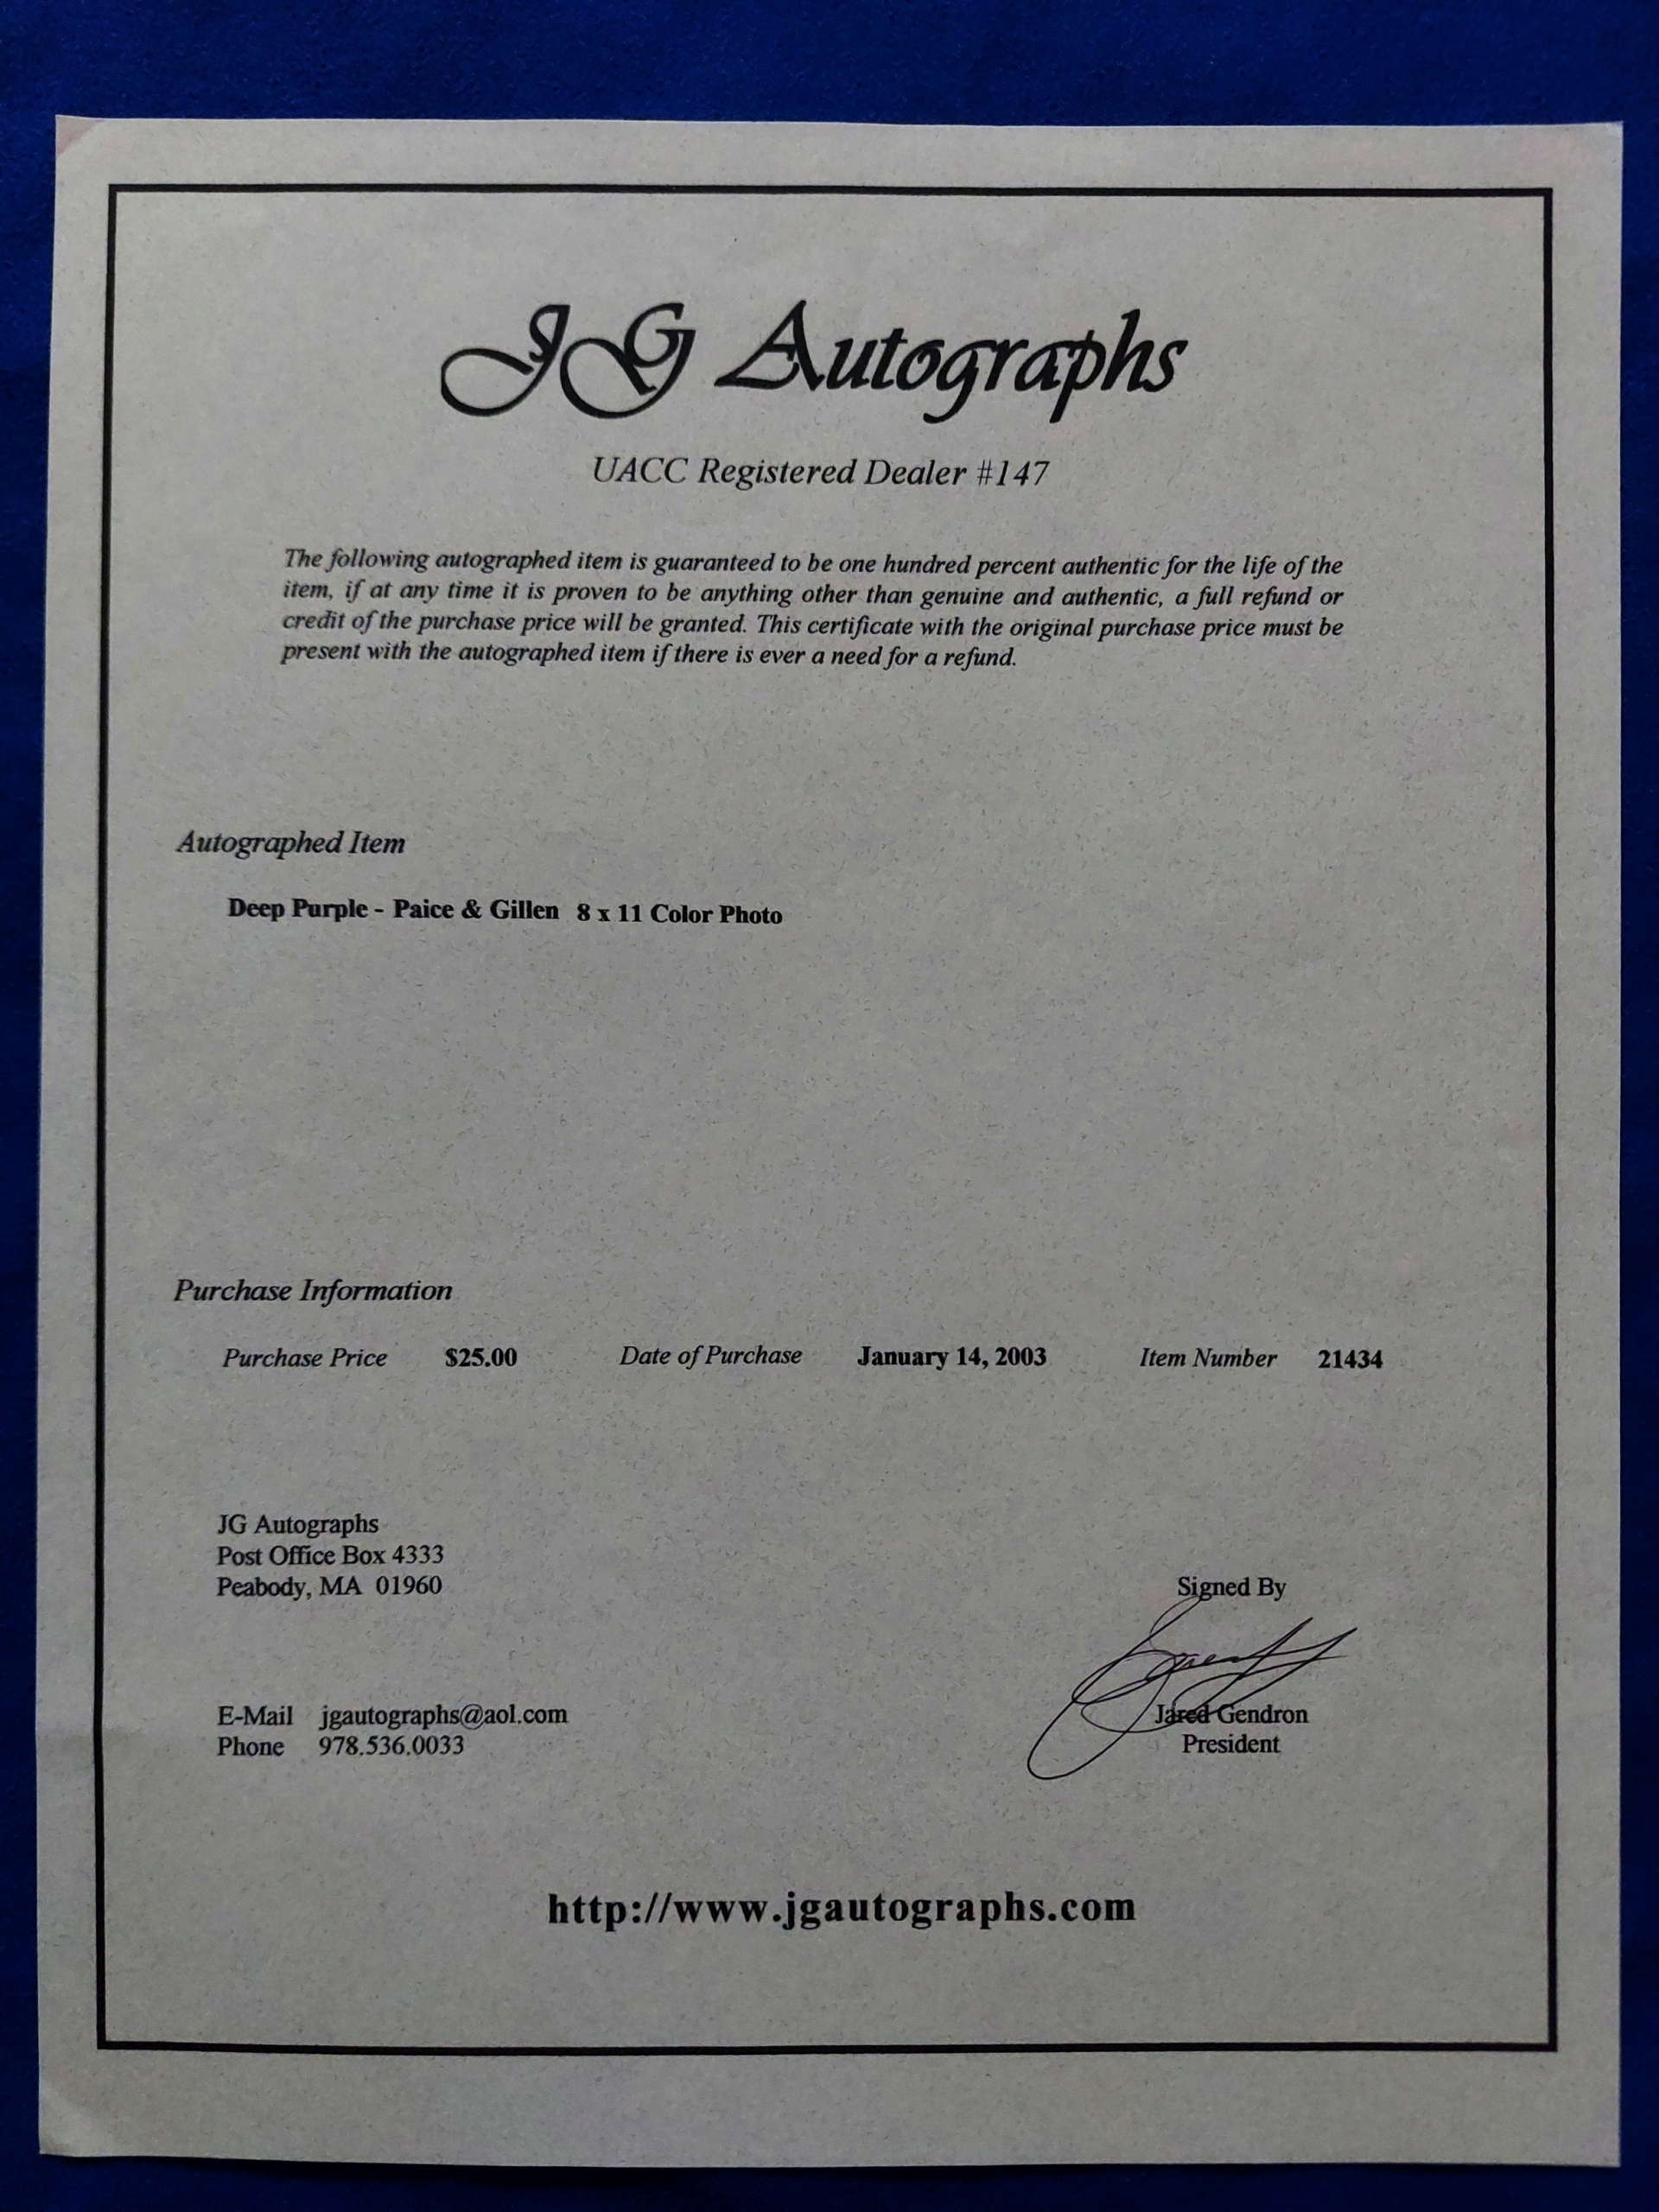 JG Autographs
UACC Registered Dealer #147
The following autographed item is guaranteed to be one hundred percent authentic for the life of the
item, if at any time it is proven to be anything other than genuine and authentic, a full refund or
credit of the purchase price will be granted. This certificate with the original purchase price must be
present with the autographed item if there is ever a need for a refund.
Autographed Item
Deep Purple - Paice & Gillen 8 x 11 Color Photo
Purchase Information
Purchase Price $25.00 Date of Purchase January 14, 2003 Item Number 21434
JG Autographs
Post Office Box 4333
Peabody, MA 01960
Signed By
E-Mail jgautographs@aol.com
Phone 978.536.0033
Jared Gendron
President
http://www.jgautographs.com